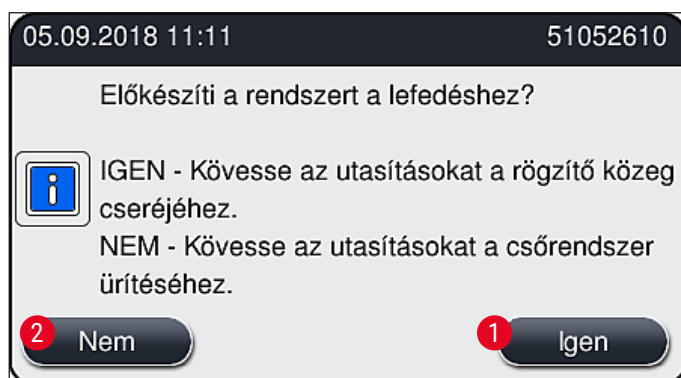 05.09.2018 11:11 51052610
Előkészíti a rendszert a lefedéshez?
IGEN - Kövesse az utasításokat a rögzítő közeg
cseréjéhez.
NEM - Kövesse az utasításokat a csőrendszer
ürítéséhez.
2 Nem 1 Igen